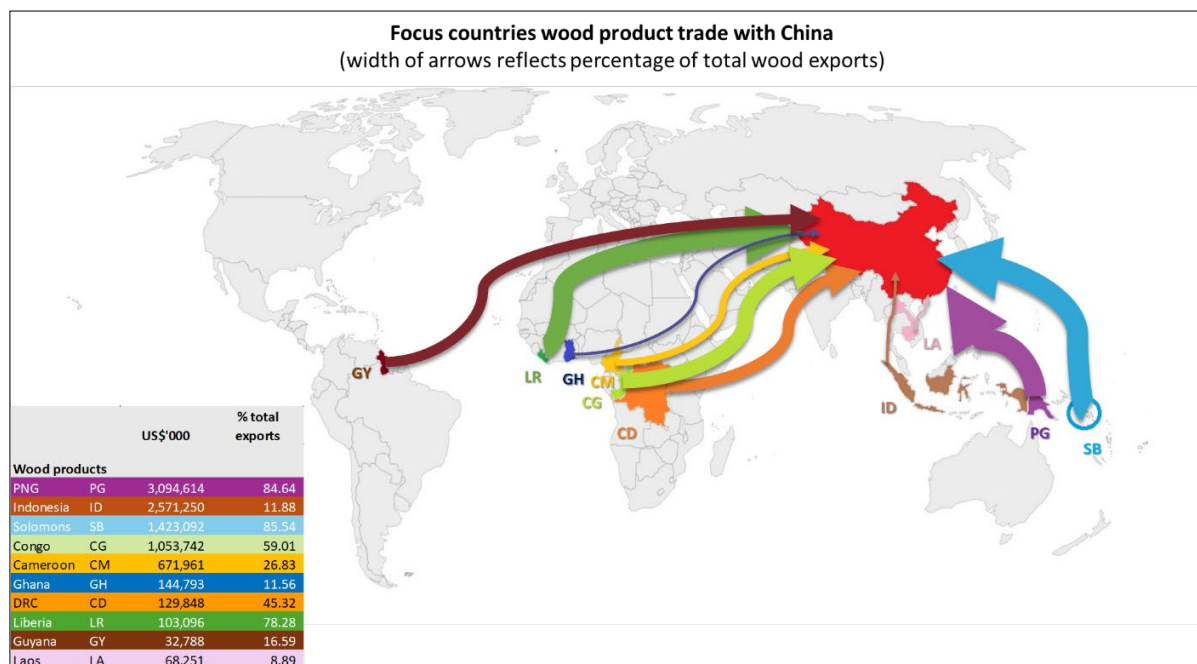 Focus countries wood product trade with China
(width of arrows reflects percentage of total wood exports)
GY
LR
GH
CM
CG
CD
LA
ID
PG
SB
US$'000 % total exports
Wood products
PNG PG 3,094,614 84.64
Indonesia ID 2,571,250 11.88
Solomons SB 1,423,092 85.54
Congo CG 1,053,742 59.01
Cameroon CM 671,961 26.83
Ghana GH 144,793 11.56
DRC CD 129,848 45.32
Liberia LR 103,096 78.28
Guyana GY 32,788 16.59
Laos LA 68,251 8.89